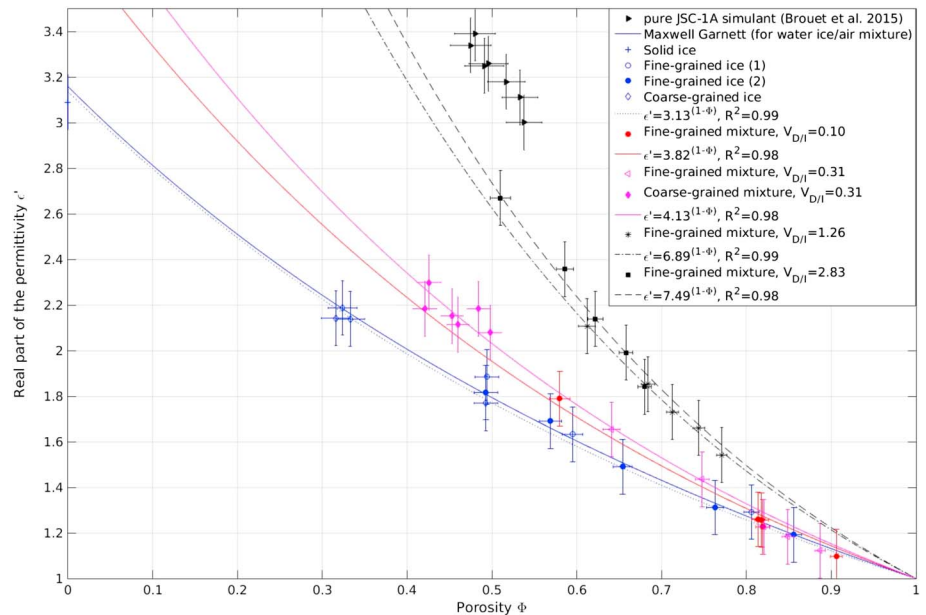 3.4
3.2
3
2.8
2.6
2.4
2.2
2
1.8
1.6
1.4
1.2
1
Real part of the permittivity ϵ'
0
0.1
0.2
0.3
0.4
0.5
0.6
0.7
0.8
0.9
1
Porosity Φ
pure JSC-1A simulant (Brouet et al. 2015)
Maxwell Garnett (for water ice/air mixture)
Solid ice
Fine-grained ice (1)
Fine-grained ice (2)
Coarse-grained ice
ϵ'=3.13^(1-Φ), R²=0.99
Fine-grained mixture, V_D/I=0.10
ϵ'=3.82^(1-Φ), R²=0.98
Fine-grained mixture, V_D/I=0.31
Coarse-grained mixture, V_D/I=0.31
ϵ'=4.13^(1-Φ), R²=0.98
Fine-grained mixture, V_D/I=1.26
ϵ'=6.89^(1-Φ), R²=0.99
Fine-grained mixture, V_D/I=2.83
ϵ'=7.49^(1-Φ), R²=0.98